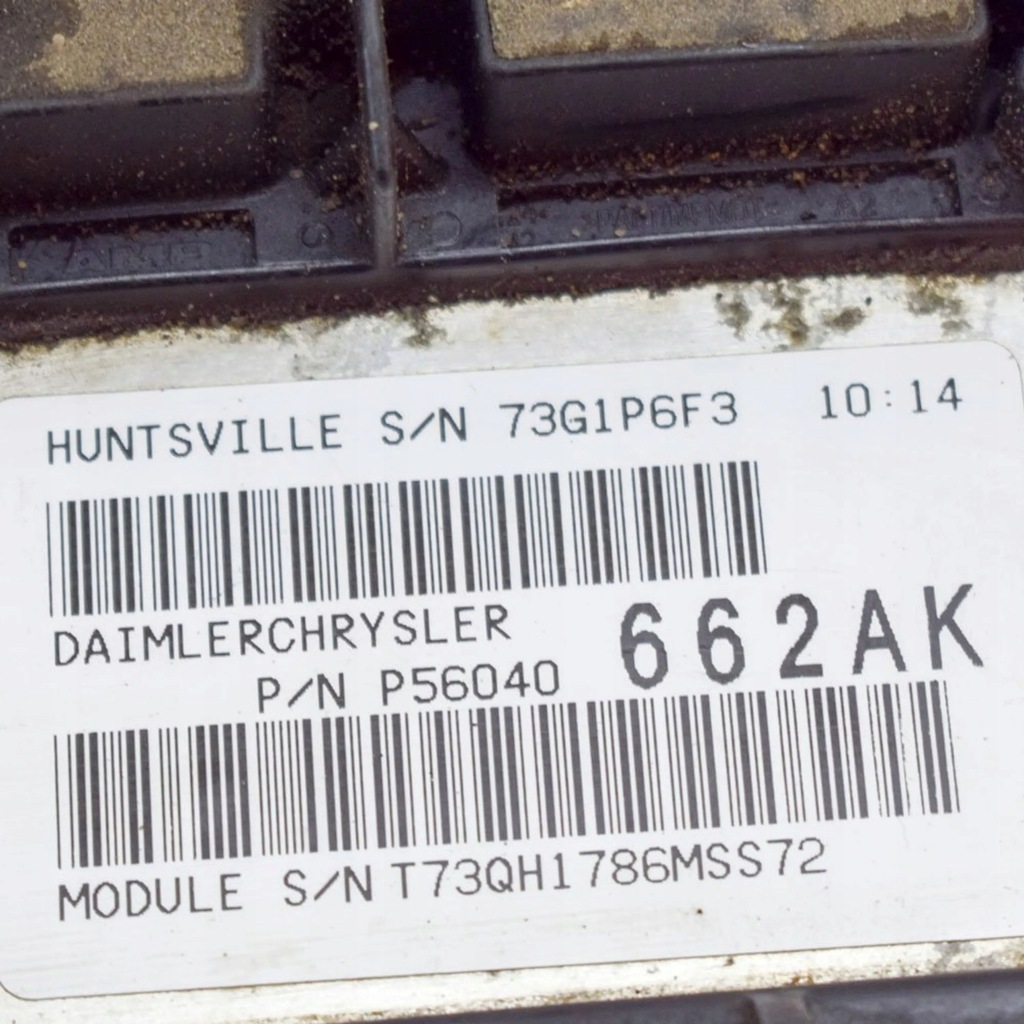 HUNTSVILLE S/N 73G1P6F3 10:14
DAIMLERCHRYSLER
P/N P56040 662AK
MODULE S/N T73QH1786MSS72